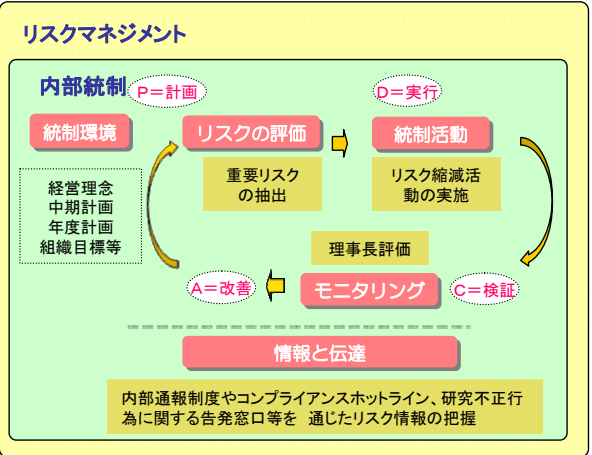 リスクマネジメント
内部統制
P=計画
D=実行
統制環境
リスクの評価
統制活動
経営理念
中期計画
年度計画
組織目標等
重要リスク
の抽出
リスク縮減活
動の実施
理事長評価
A=改善
モニタリング
C=検証
情報と伝達
内部通報制度やコンプライアンスホットライン、研究不正行
為に関する告発窓口等を 通じたリスク情報の把握